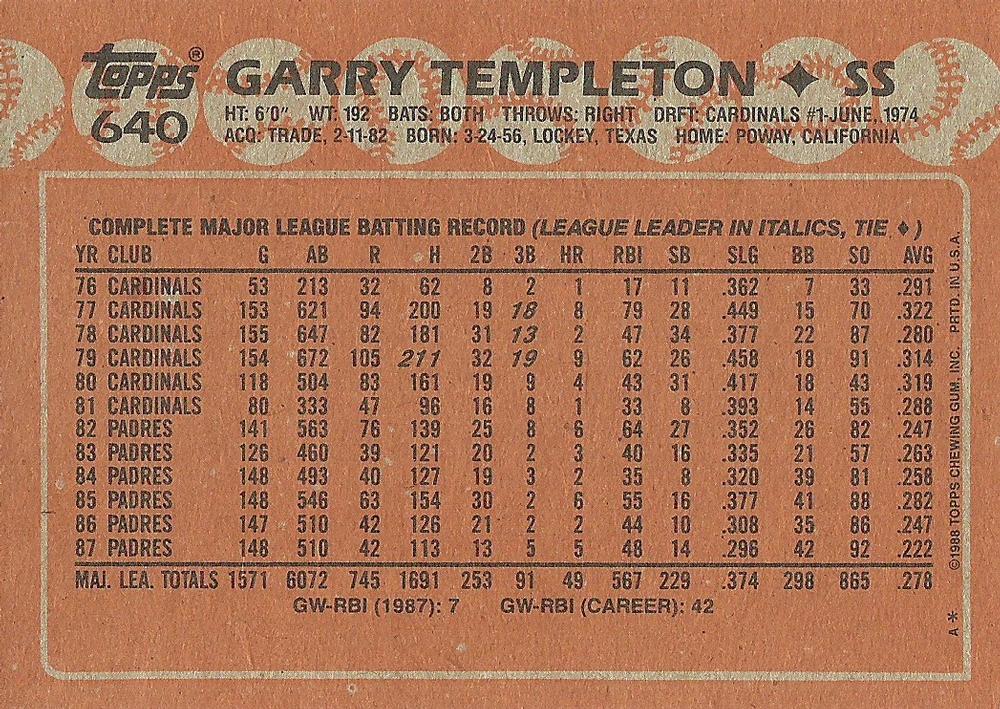 Topps® GARRY TEMPLETON ✦ SS
640 HT: 6'0" WT: 192 BATS: BOTH THROWS: RIGHT DRFT: CARDINALS #1-JUNE, 1974
ACQ: TRADE, 2-11-82 BORN: 3-24-56, LOCKEY, TEXAS HOME: POWAY, CALIFORNIA
COMPLETE MAJOR LEAGUE BATTING RECORD (LEAGUE LEADER IN ITALICS, TIE ♦)
YR CLUB G AB R H 2B 3B HR RBI SB SLG BB SO AVG
76 CARDINALS 53 213 32 62 8 2 1 17 11 .362 7 33 .291
77 CARDINALS 153 621 94 200 19 18 8 79 28 .449 15 70 .322
78 CARDINALS 155 647 82 181 31 13 2 47 34 .377 22 87 .280
79 CARDINALS 154 672 105 211 32 19 9 62 26 .458 18 91 .314
80 CARDINALS 118 504 83 161 19 9 4 43 31 .417 18 43 .319
81 CARDINALS 80 333 47 96 16 8 1 33 8 .393 14 55 .288
82 PADRES 141 563 76 139 25 8 6 64 27 .352 26 82 .247
83 PADRES 126 460 39 121 20 2 3 40 16 .335 21 57 .263
84 PADRES 148 493 40 127 19 3 2 35 8 .320 39 81 .258
85 PADRES 148 546 63 154 30 2 6 55 16 .377 41 88 .282
86 PADRES 147 510 42 126 21 2 2 44 10 .308 35 86 .247
87 PADRES 148 510 42 113 13 5 5 48 14 .296 42 92 .222
MAJ. LEA. TOTALS 1571 6072 745 1691 253 91 49 567 229 .374 298 865 .278
GW-RBI (1987): 7 GW-RBI (CAREER): 42
A * ©1988 TOPPS CHEWING GUM, INC. PRTD. IN U.S.A.